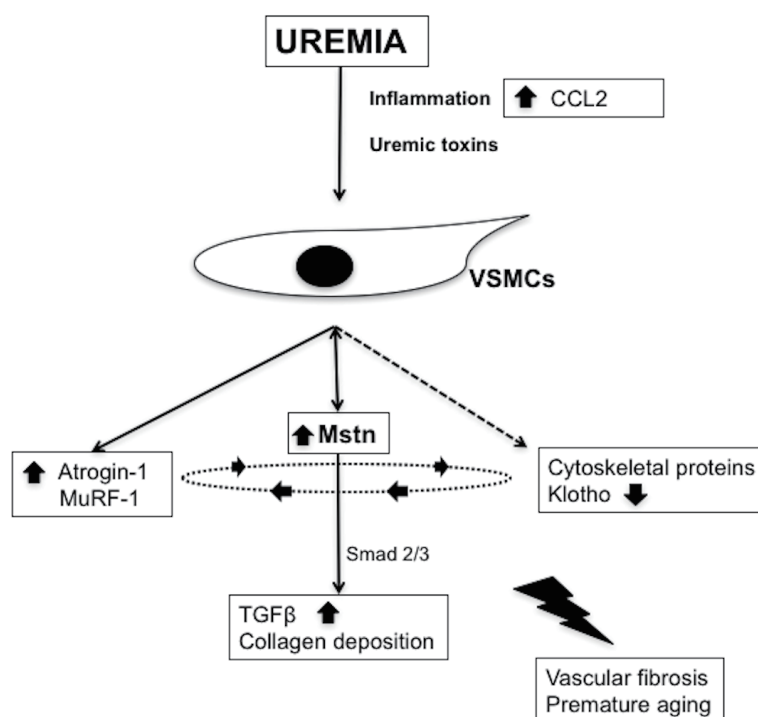 UREMIA
Inflammation
CCL2
Uremic toxins
VSMCs
Mstn
Atrogin-1
MuRF-1
Cytoskeletal proteins
Klotho
Smad 2/3
TGFβ
Collagen deposition
Vascular fibrosis
Premature aging